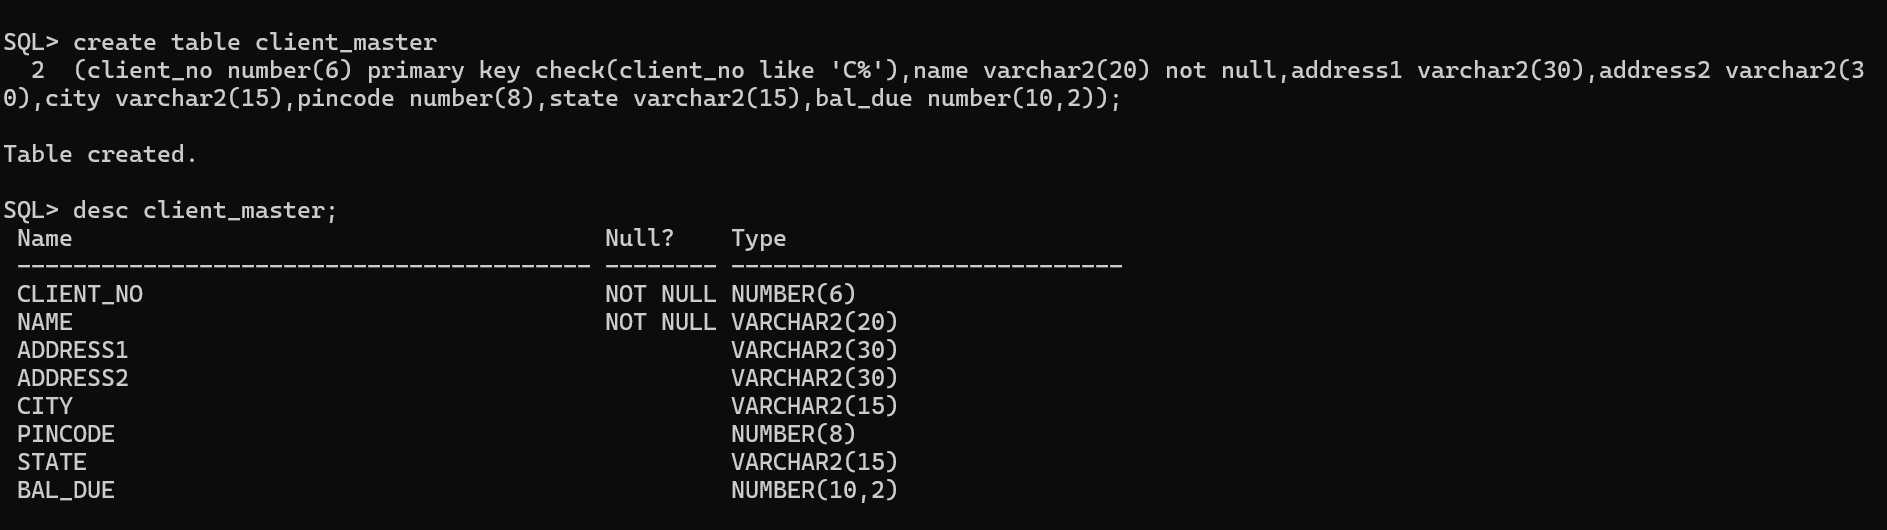 SQL> create table client_master
  2  (client_no number(6) primary key check(client_no like 'C%'),name varchar2(20) not null,address1 varchar2(30),address2 varchar2(3
0),city varchar2(15),pincode number(8),state varchar2(15),bal_due number(10,2));
Table created.
SQL> desc client_master;
 Name                                      Null?    Type
 ----------------------------------------- -------- ----------------------------
 CLIENT_NO                                 NOT NULL NUMBER(6)
 NAME                                      NOT NULL VARCHAR2(20)
 ADDRESS1                                           VARCHAR2(30)
 ADDRESS2                                           VARCHAR2(30)
 CITY                                               VARCHAR2(15)
 PINCODE                                            NUMBER(8)
 STATE                                              VARCHAR2(15)
 BAL_DUE                                            NUMBER(10,2)